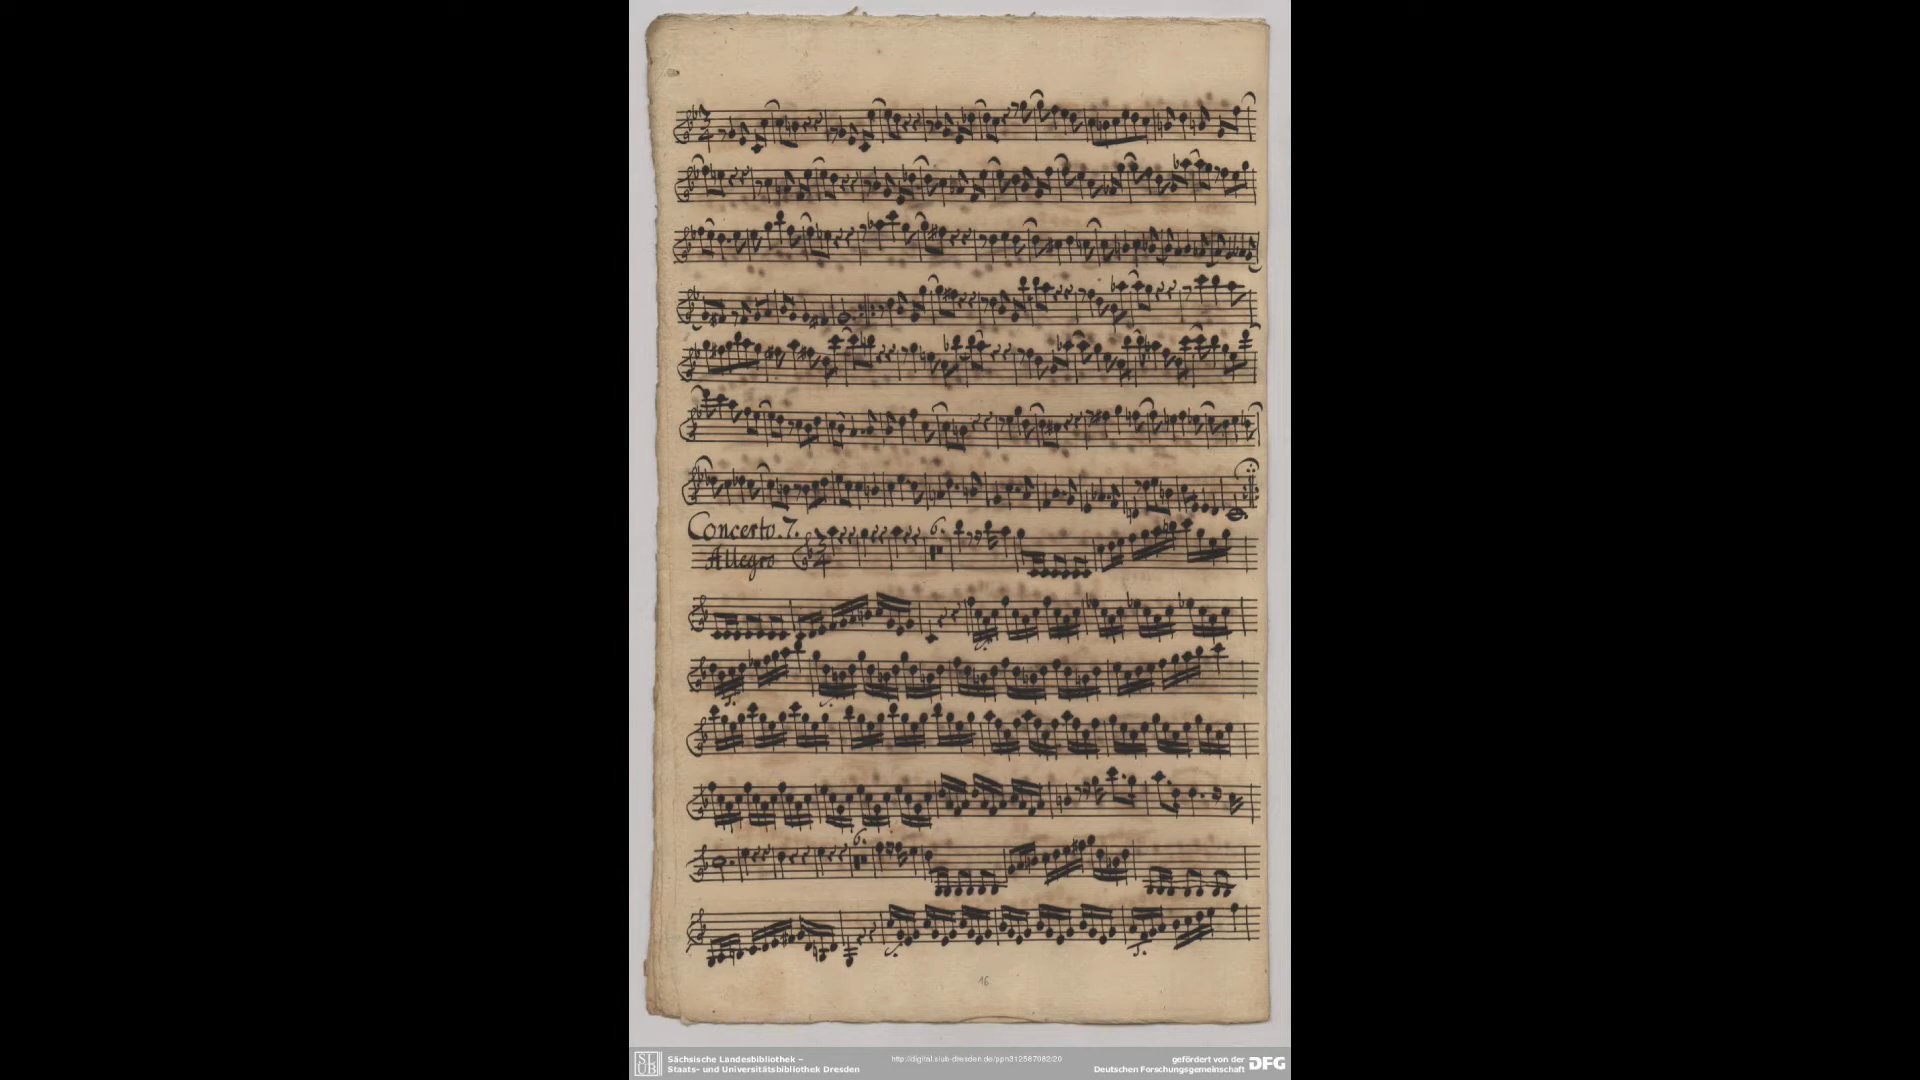 Concerto. 7.
6.
Allegro
6.
16
SLUB
Sächsische Landesbibliothek –
Staats- und Universitätsbibliothek Dresden
http://digital.slub-dresden.de/ppn312587082/20
gefördert von der
Deutschen Forschungsgemeinschaft
DFG